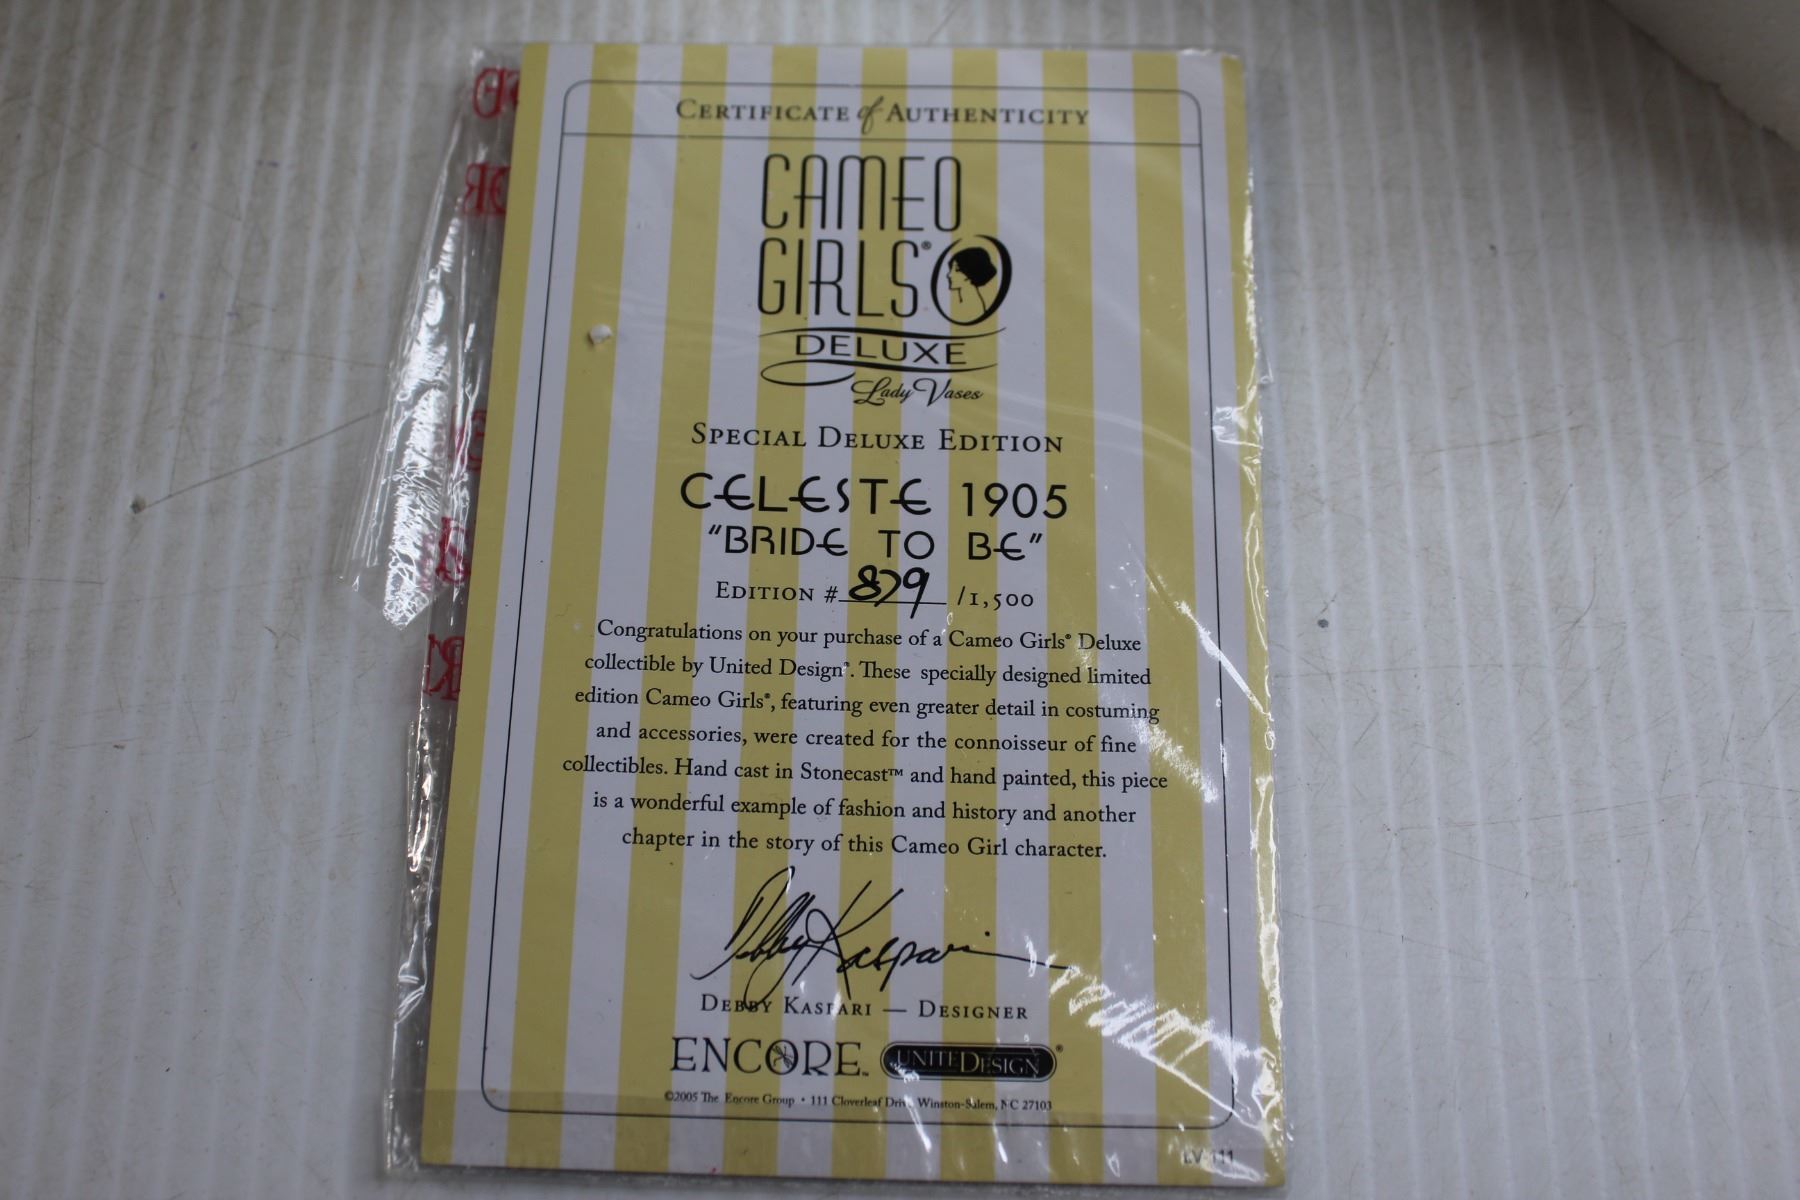 Certificate of Authenticity
CAMEO
GIRLS®
DELUXE
Lady Vases
Special Deluxe Edition
CELESTE 1905
"BRIDE TO BE"
Edition # 879 /1,500
Congratulations on your purchase of a Cameo Girls® Deluxe
collectible by United Design®. These specially designed limited
edition Cameo Girls®, featuring even greater detail in costuming
and accessories, were created for the connoisseur of fine
collectibles. Hand cast in Stonecast™ and hand painted, this piece
is a wonderful example of fashion and history and another
chapter in the story of this Cameo Girl character.
Debby Kaspari
Debby Kaspari — Designer
ENCORE™ UNITEDESIGN®
©2005 The Encore Group • 111 Cloverleaf Drive Winston-Salem, NC 27103